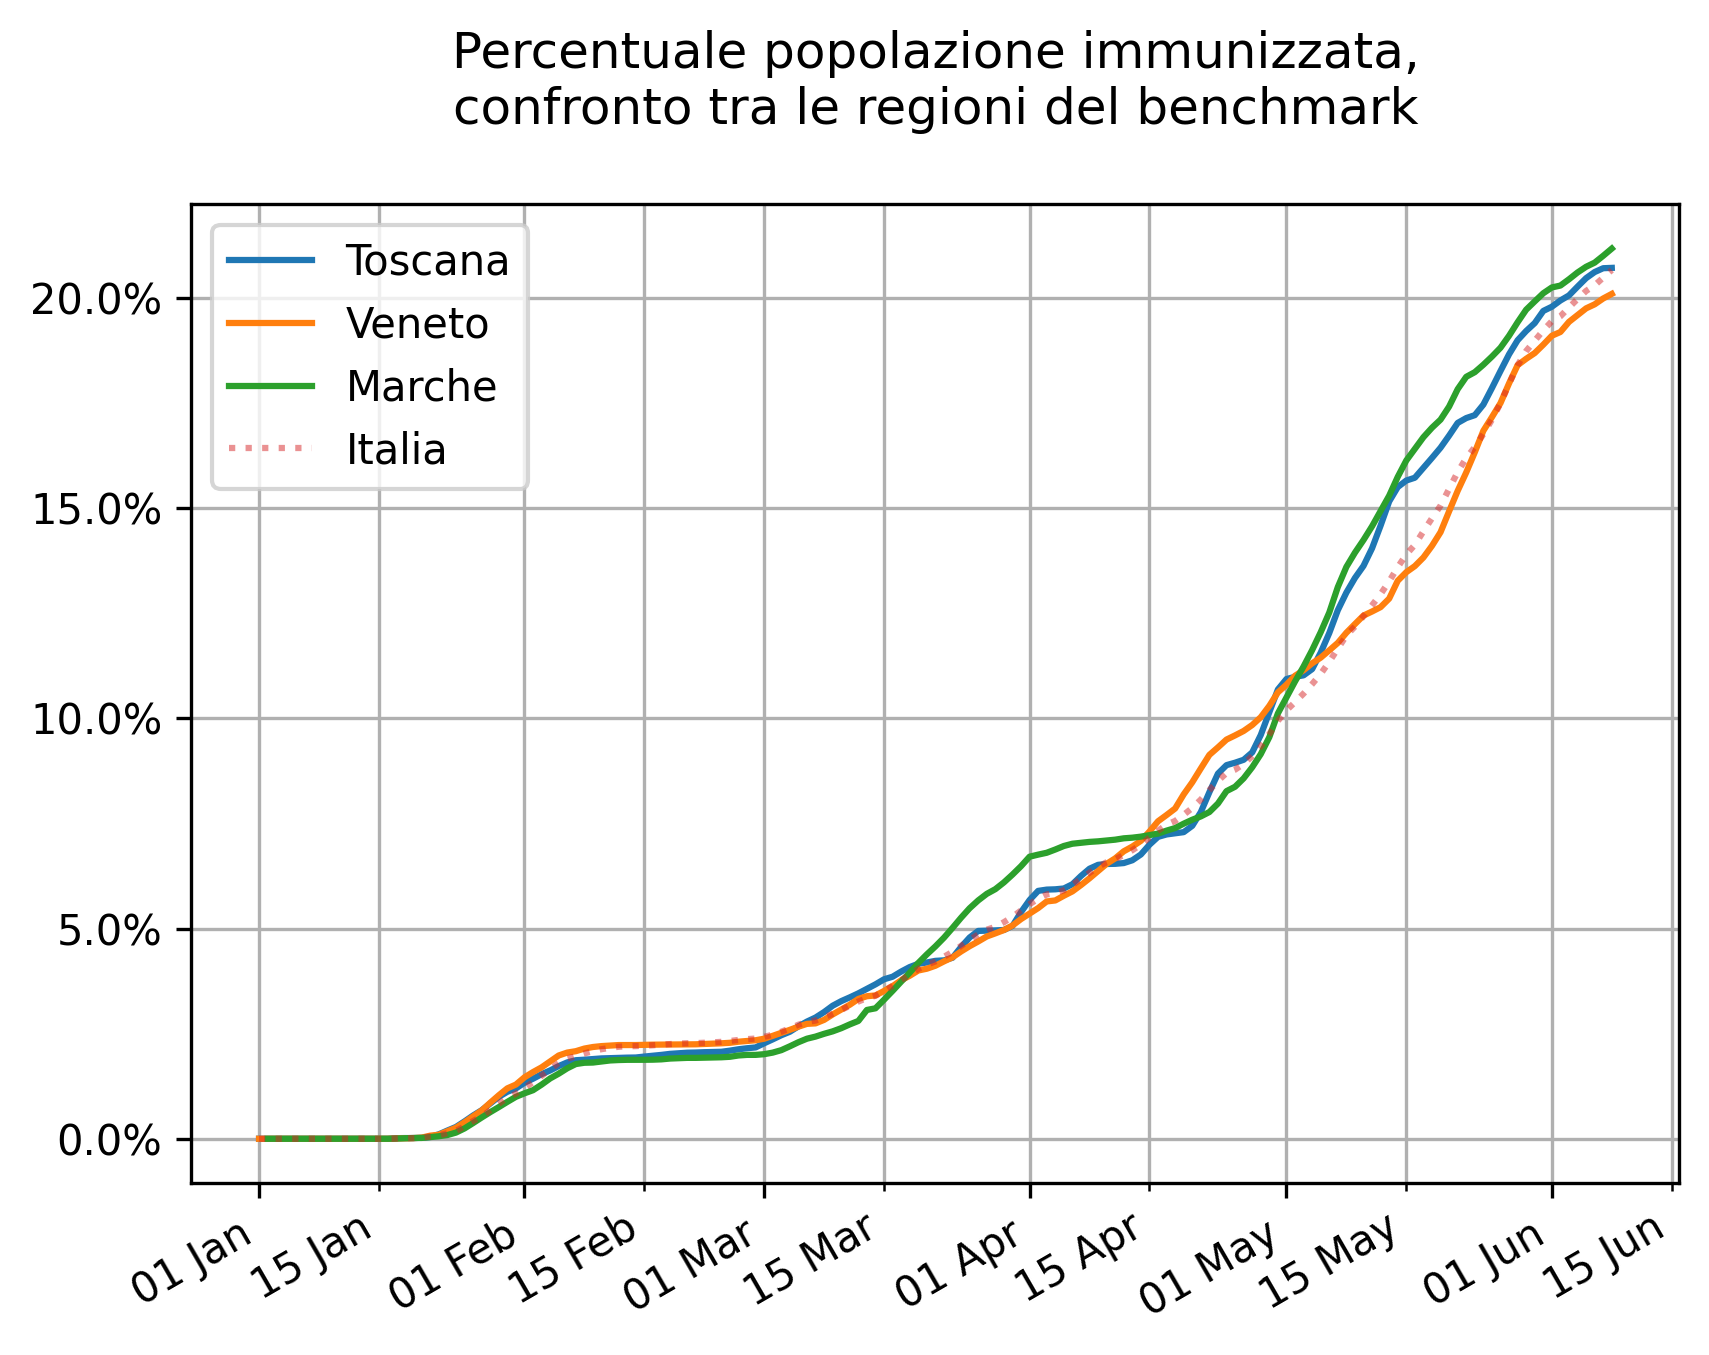 Percentuale popolazione immunizzata,
confronto tra le regioni del benchmark
Toscana
Veneto
Marche
Italia
20.0%
15.0%
10.0%
5.0%
0.0%
01 Jan
15 Jan
01 Feb
15 Feb
01 Mar
15 Mar
01 Apr
15 Apr
01 May
15 May
01 Jun
15 Jun